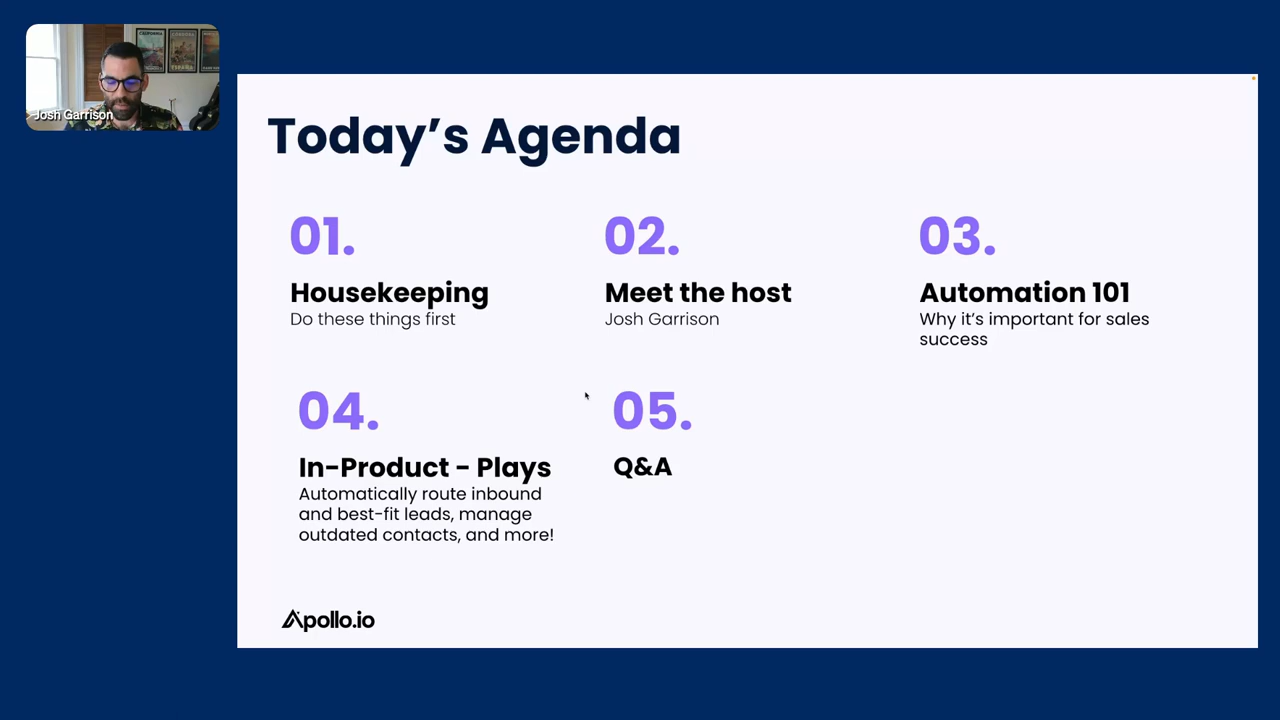 Josh Garrison
Today’s Agenda
01.
Housekeeping
Do these things first
02.
Meet the host
Josh Garrison
03.
Automation 101
Why it’s important for sales
success
04.
In-Product - Plays
Automatically route inbound
and best-fit leads, manage
outdated contacts, and more!
05.
Q&A
Apollo.io